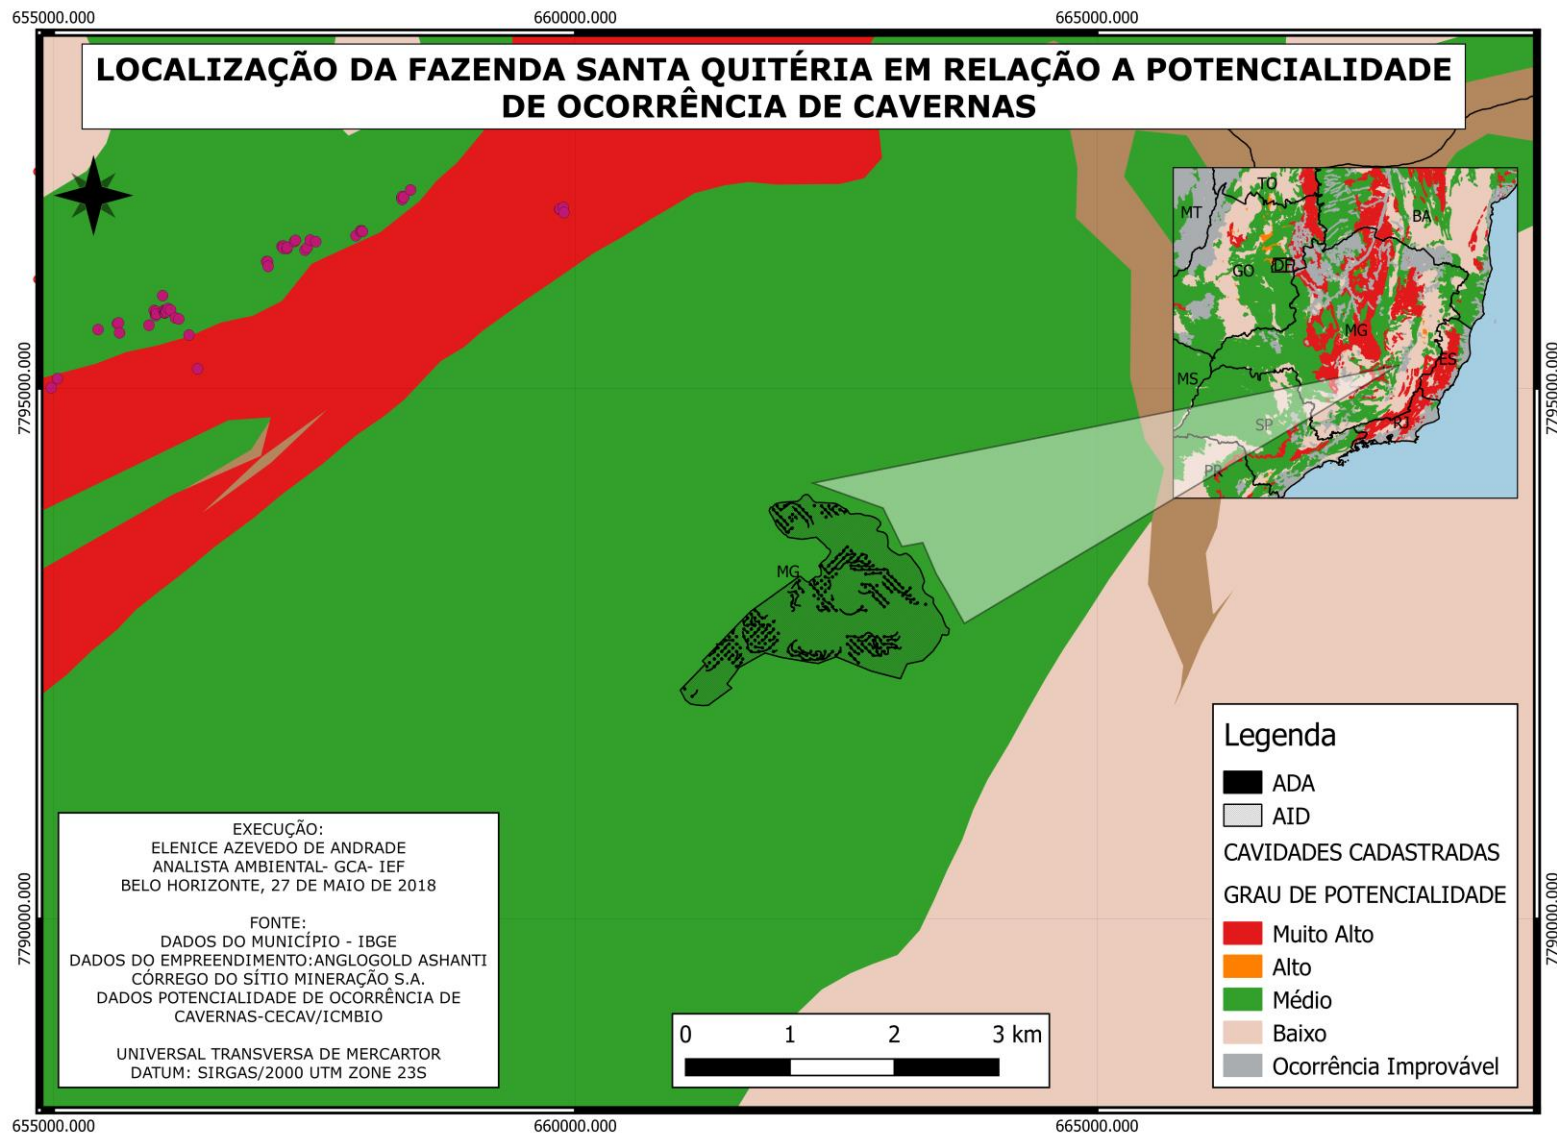 655000.000
660000.000
665000.000
LOCALIZAÇÃO DA FAZENDA SANTA QUITÉRIA EM RELAÇÃO A POTENCIALIDADE
DE OCORRÊNCIA DE CAVERNAS
TO
MT
BA
GO
DF
MG
ES
MS
SP
RJ
PR
7795000.000
7795000.000
MG
Legenda
ADA
AID
CAVIDADES CADASTRADAS
GRAU DE POTENCIALIDADE
Muito Alto
Alto
Médio
Baixo
Ocorrência Improvável
EXECUÇÃO:
ELENICE AZEVEDO DE ANDRADE
ANALISTA AMBIENTAL- GCA- IEF
BELO HORIZONTE, 27 DE MAIO DE 2018
FONTE:
DADOS DO MUNICÍPIO - IBGE
DADOS DO EMPREENDIMENTO:ANGLOGOLD ASHANTI
CÓRREGO DO SÍTIO MINERAÇÃO S.A.
DADOS POTENCIALIDADE DE OCORRÊNCIA DE
CAVERNAS-CECAV/ICMBIO
UNIVERSAL TRANSVERSA DE MERCARTOR
DATUM: SIRGAS/2000 UTM ZONE 23S
7790000.000
7790000.000
0 1 2 3 km
655000.000
660000.000
665000.000